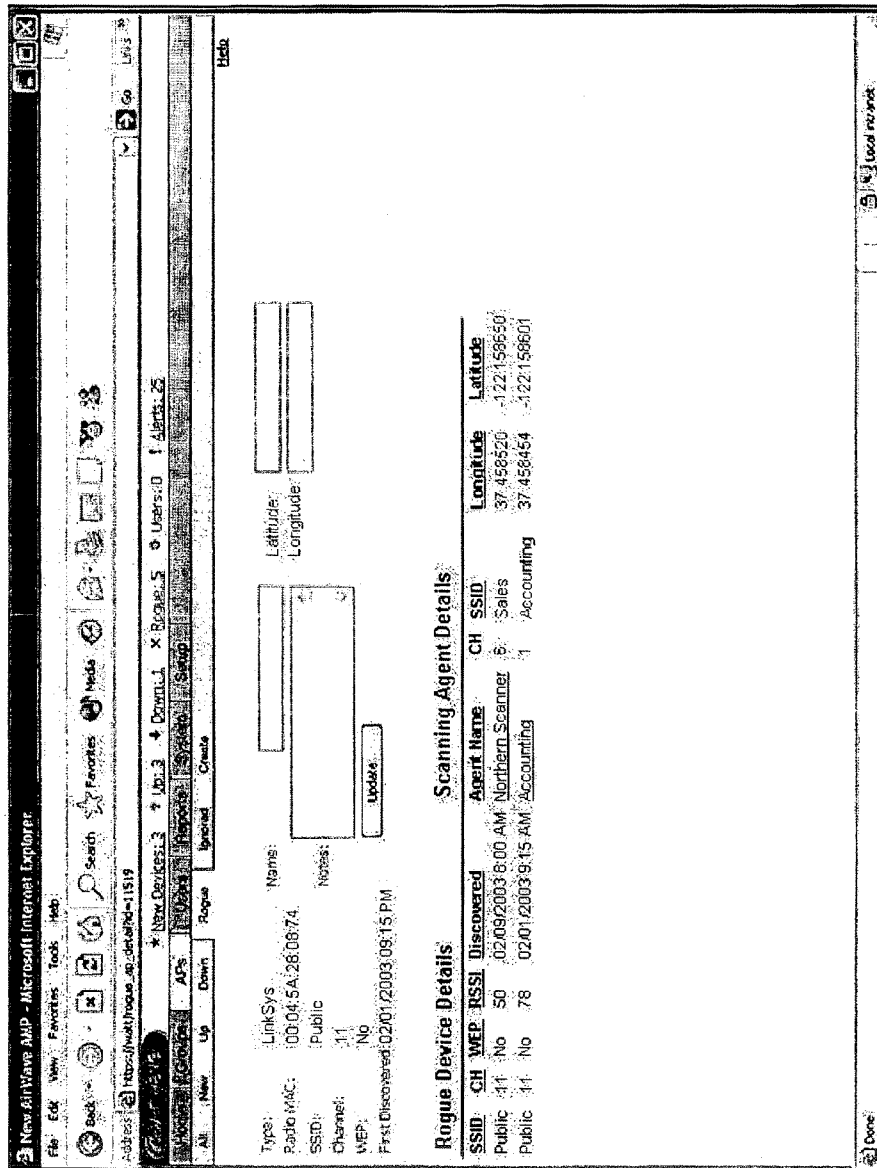 New AirWave AMP - Microsoft Internet Explorer
File Edit View Favorites Tools Help
Back Search Favorites Media
Address https://watt/rogue_ap_detail?id=11519 Go Links »
New Devices: 3 Up: 3 Down: 1 Rogue: 5 Users: 0 Alerts: 25
Home Groups APs Users Reports System Setup
All New Up Down Rogue Ignored Create
Help
Type: LinkSys Name: Latitude:
Radio MAC: 00:04:5A:28:08:74 Notes: Longitude:
SSID: Public
Channel: 11
WEP: No
First Discovered: 02/01/2003 09:15 PM Update
Rogue Device Details Scanning Agent Details
SSID CH WEP RSSI Discovered Agent Name CH SSID Longitude Latitude
Public 11 No 50 02/09/2003 8:00 AM Northern Scanner 6 Sales 37.458520 -122.158650
Public 11 No 78 02/01/2003 9:15 AM Accounting 1 Accounting 37.458454 -122.158601
Done Local intranet